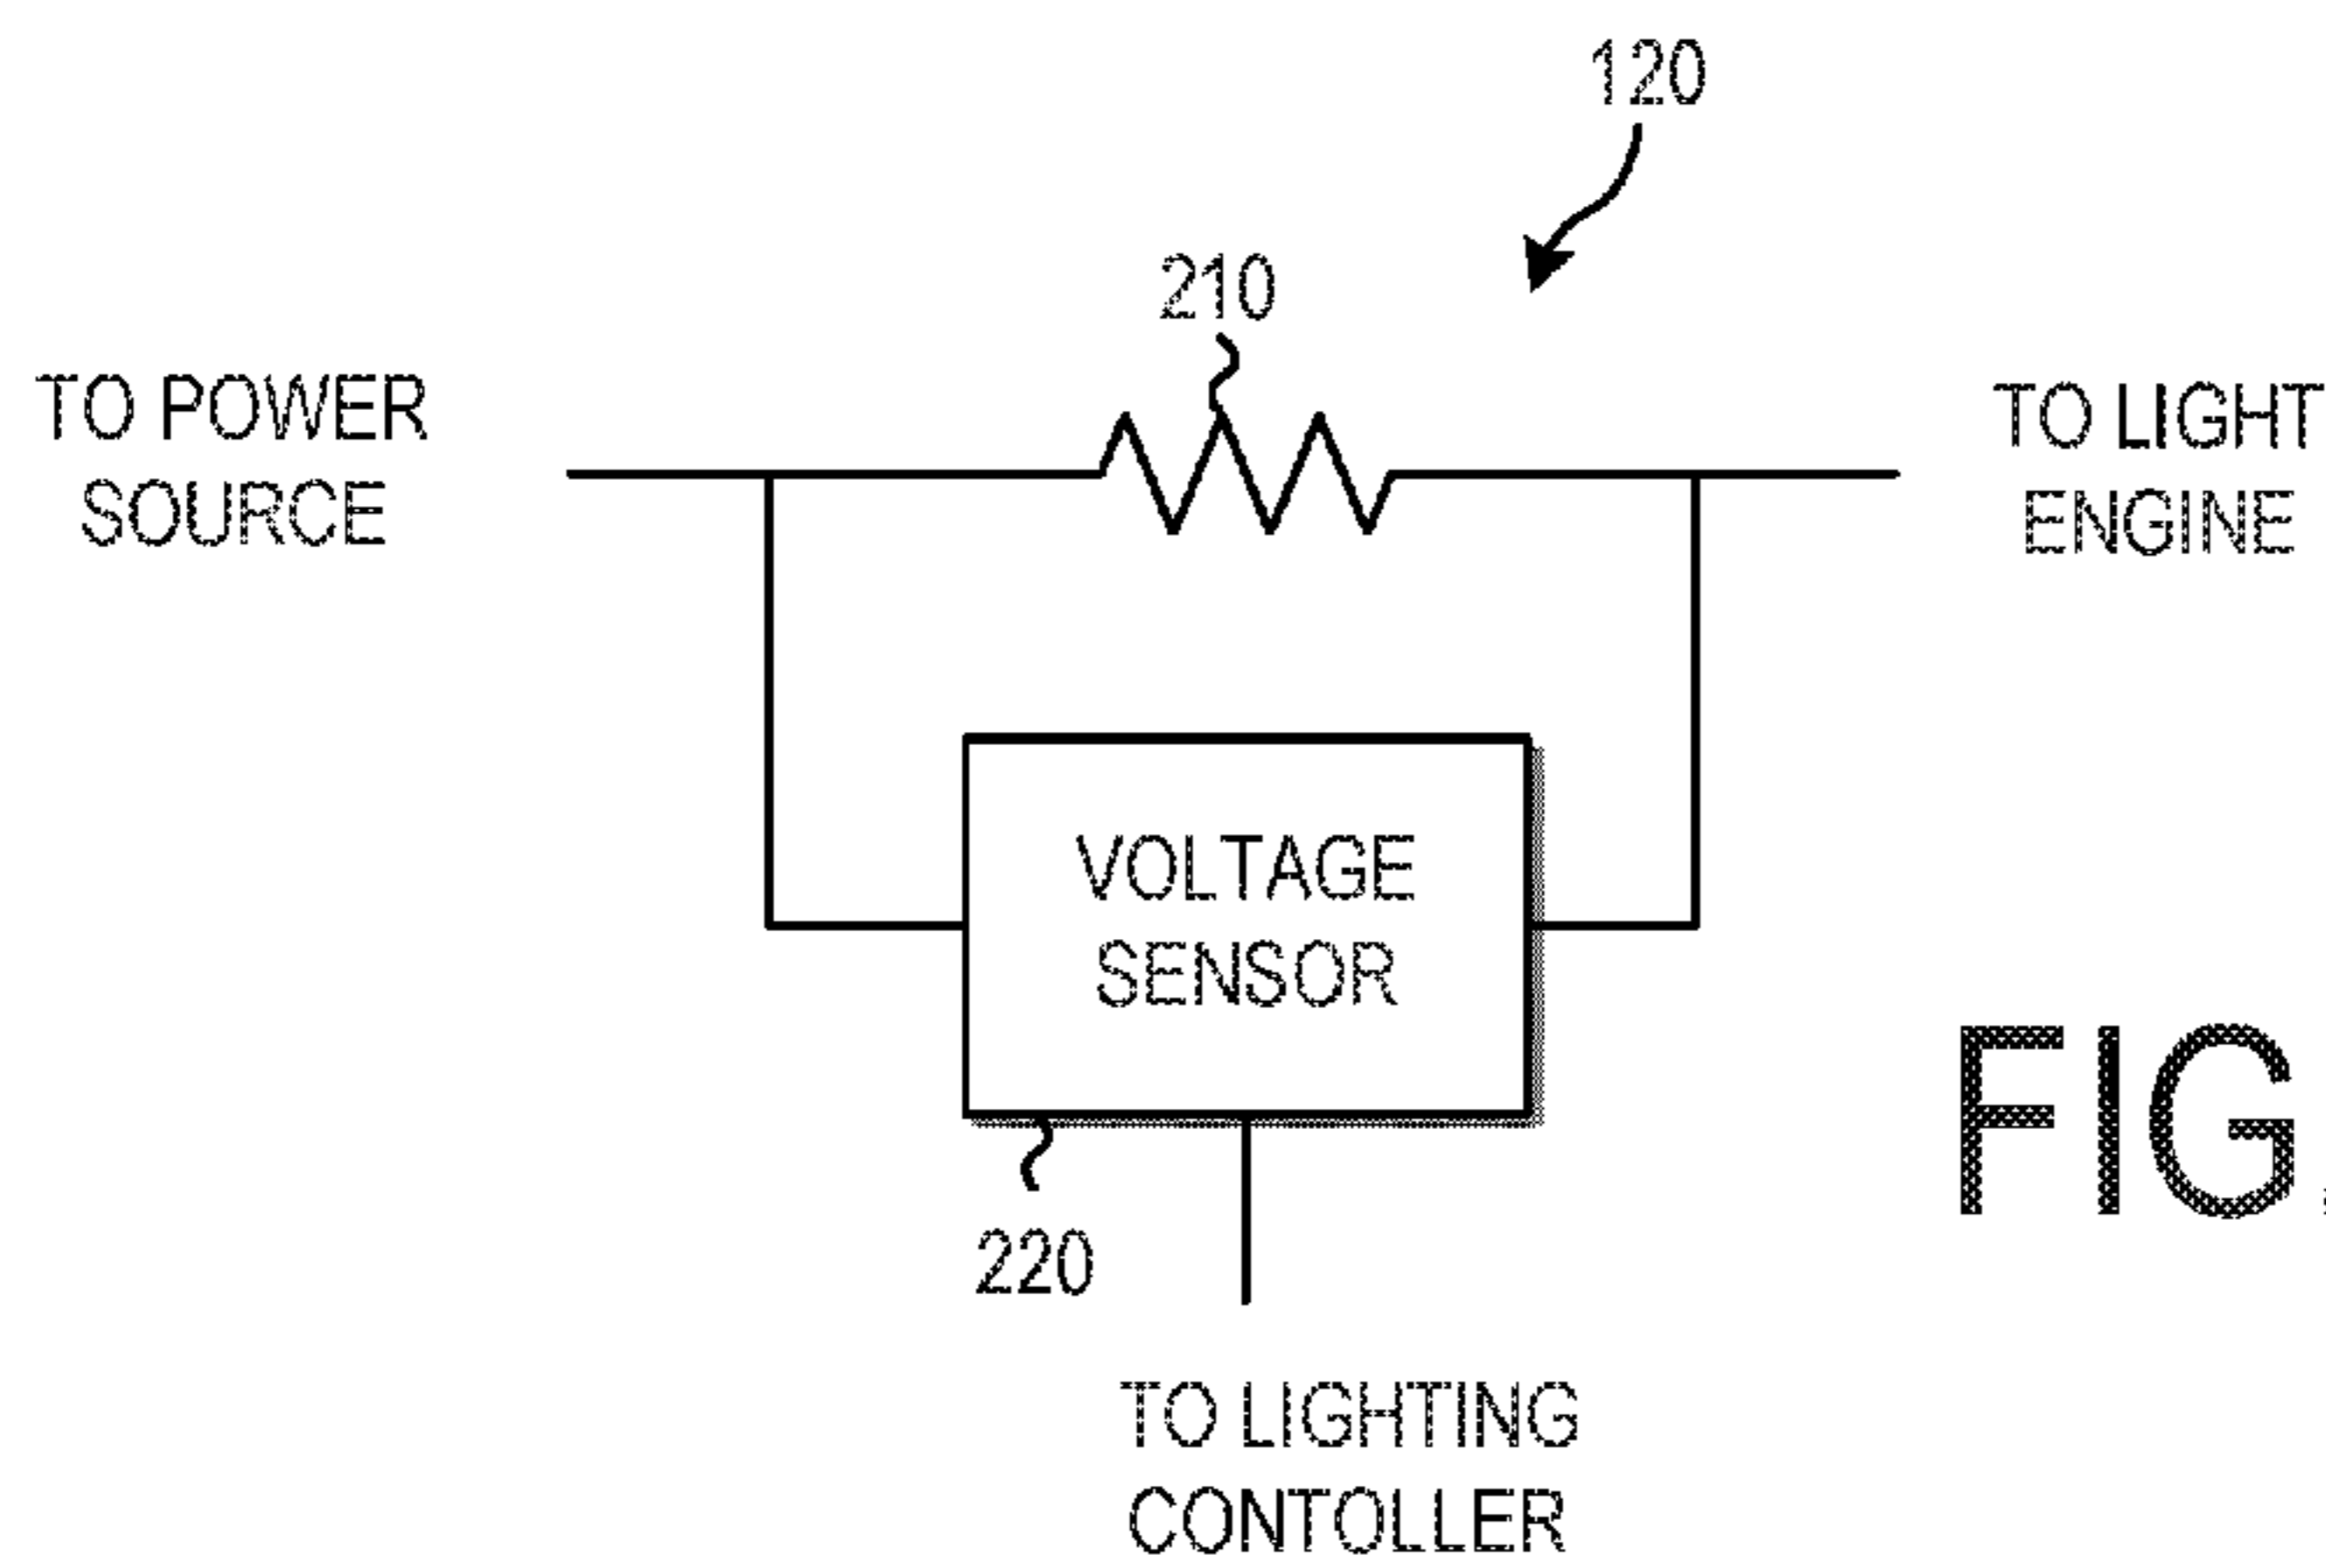 120
210
TO POWER
SOURCE
TO LIGHT
ENGINE
VOLTAGE
SENSOR
FIG.
220
TO LIGHTING
CONTOLLER